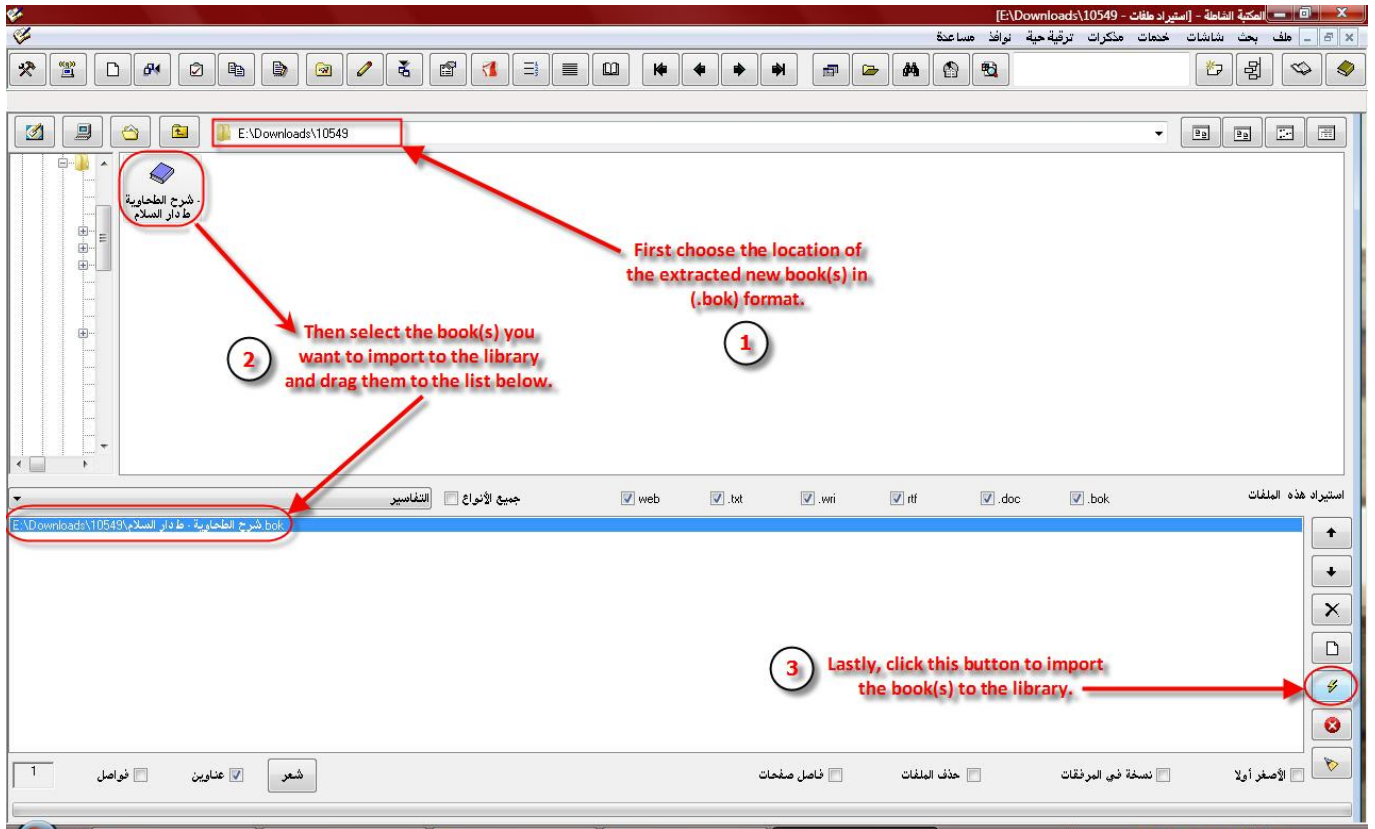 المكتبة الشاملة - [استيراد ملفات - E:\Downloads\10549]
ملف بحث شاشات خدمات مذكرات ترقية حية نوافذ مساعدة
E:\Downloads\10549
شرح الطحاوية -
ط دار السلام
First choose the location of
the extracted new book(s) in
(.bok) format.
1
2
Then select the book(s) you
want to import to the library
and drag them to the list below.
استيراد هذه الملفات
.bok
.doc
rtf
.wri
.txt
web
جميع الأنواع
التفاسير
E:\Downloads\10549\شرح الطحاوية - ط دار السلام.bok
3
Lastly, click this button to import
the book(s) to the library.
الأصغر أولا
نسخة في المرفقات
حذف الملفات
فاصل صفحات
شعر
عناوين
فواصل
1